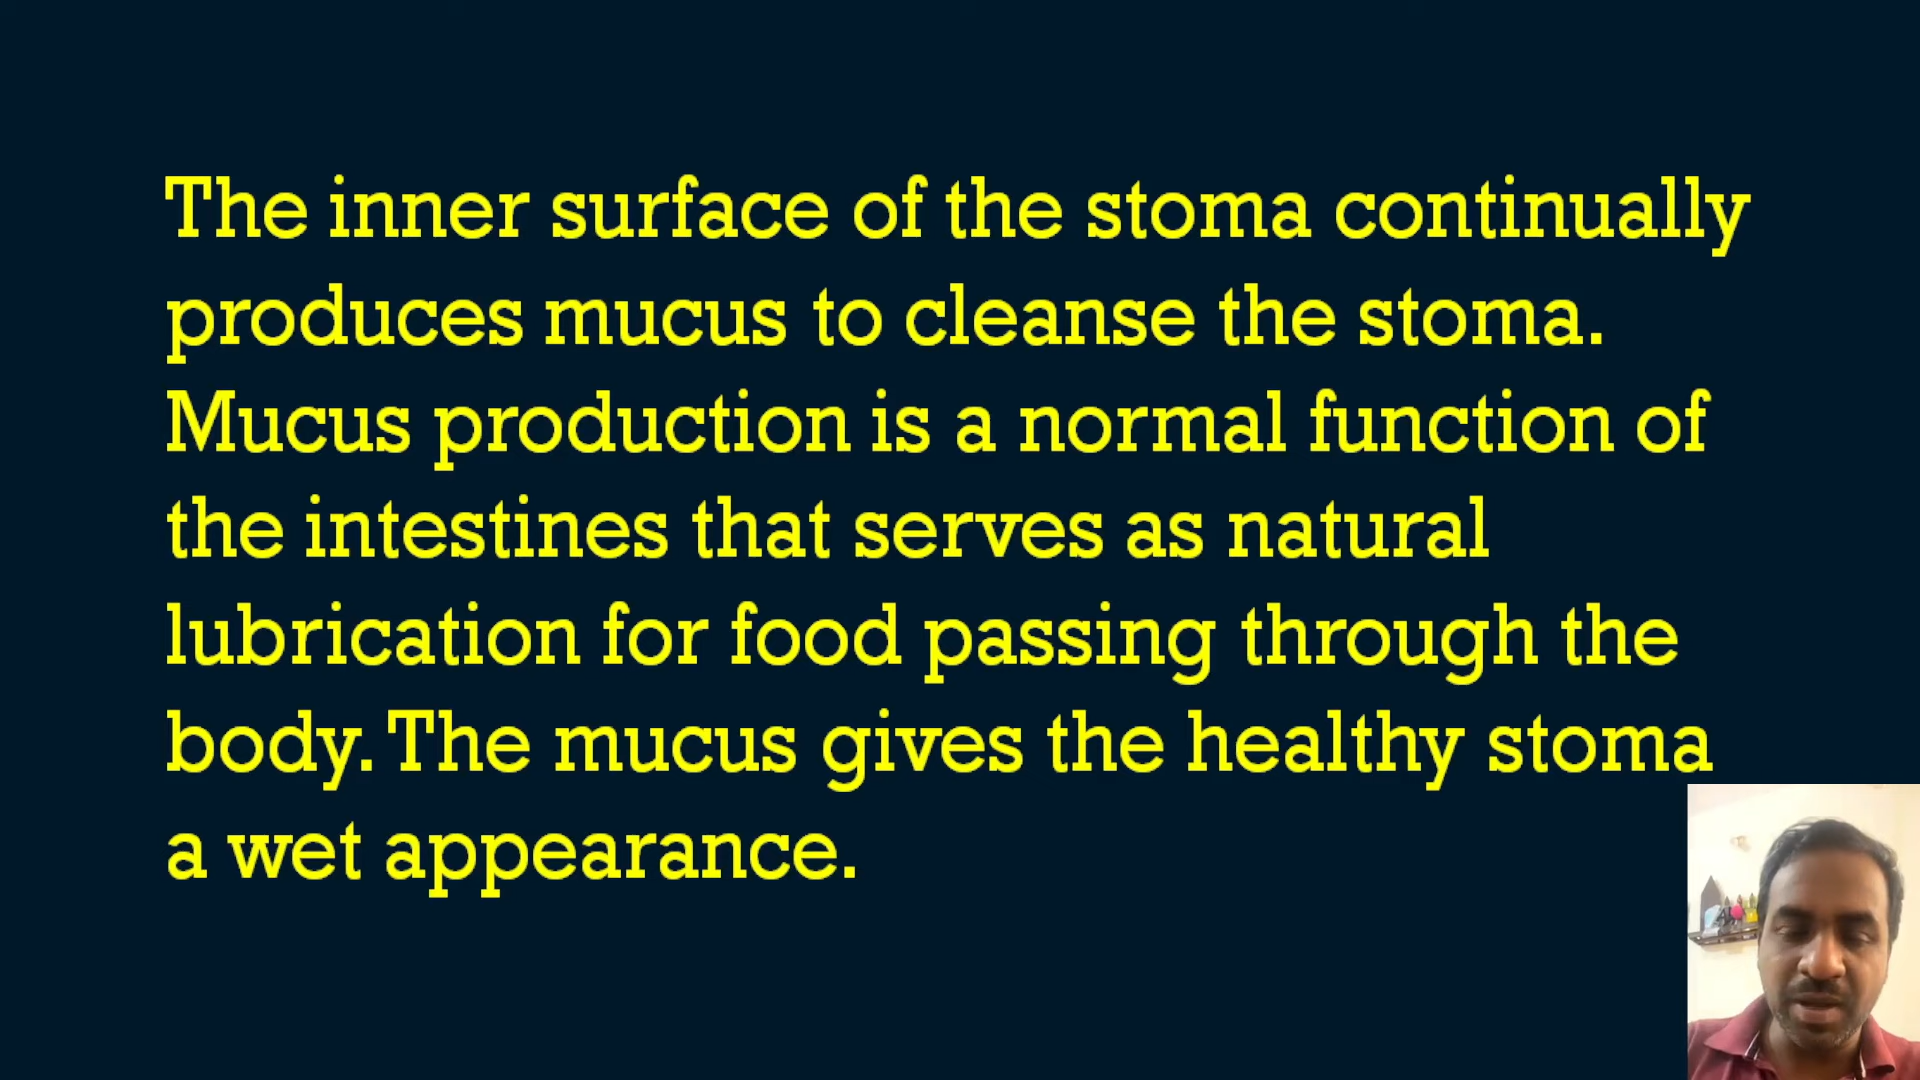 The inner surface of the stoma continually
produces mucus to cleanse the stoma.
Mucus production is a normal function of
the intestines that serves as natural
lubrication for food passing through the
body. The mucus gives the healthy stoma
a wet appearance.